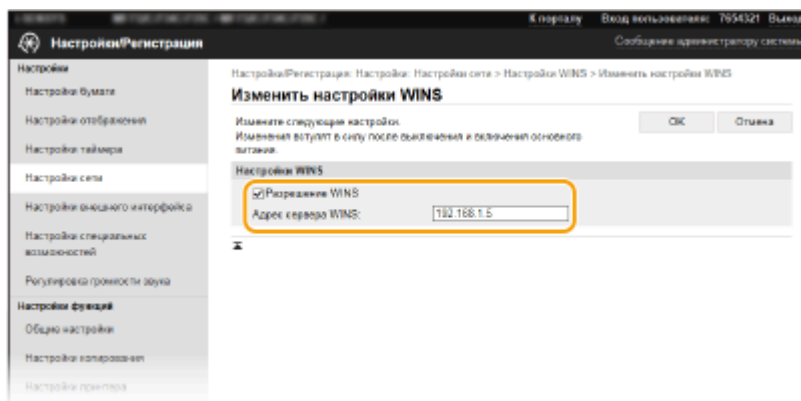 К порталу Вход пользователя: 7654321 Выход
Настройки/Регистрация
Сообщение администратору системы
Настройки
Настройки бумаги
Настройки отображения
Настройки таймера
Настройки сети
Настройки внешнего интерфейса
Настройки специальных
возможностей
Регулировка громкости звука
Настройки функций
Общие настройки
Настройки копирования
Настройки принтера
Настройки/Регистрация: Настройки: Настройки сети > Настройки WINS > Изменить настройки WINS
Изменить настройки WINS
Измените следующие настройки.
Изменения вступят в силу после выключения и включения основного
питания.
OK Отмена
Настройки WINS
Разрешение WINS
Адрес сервера WINS: 192.168.1.5